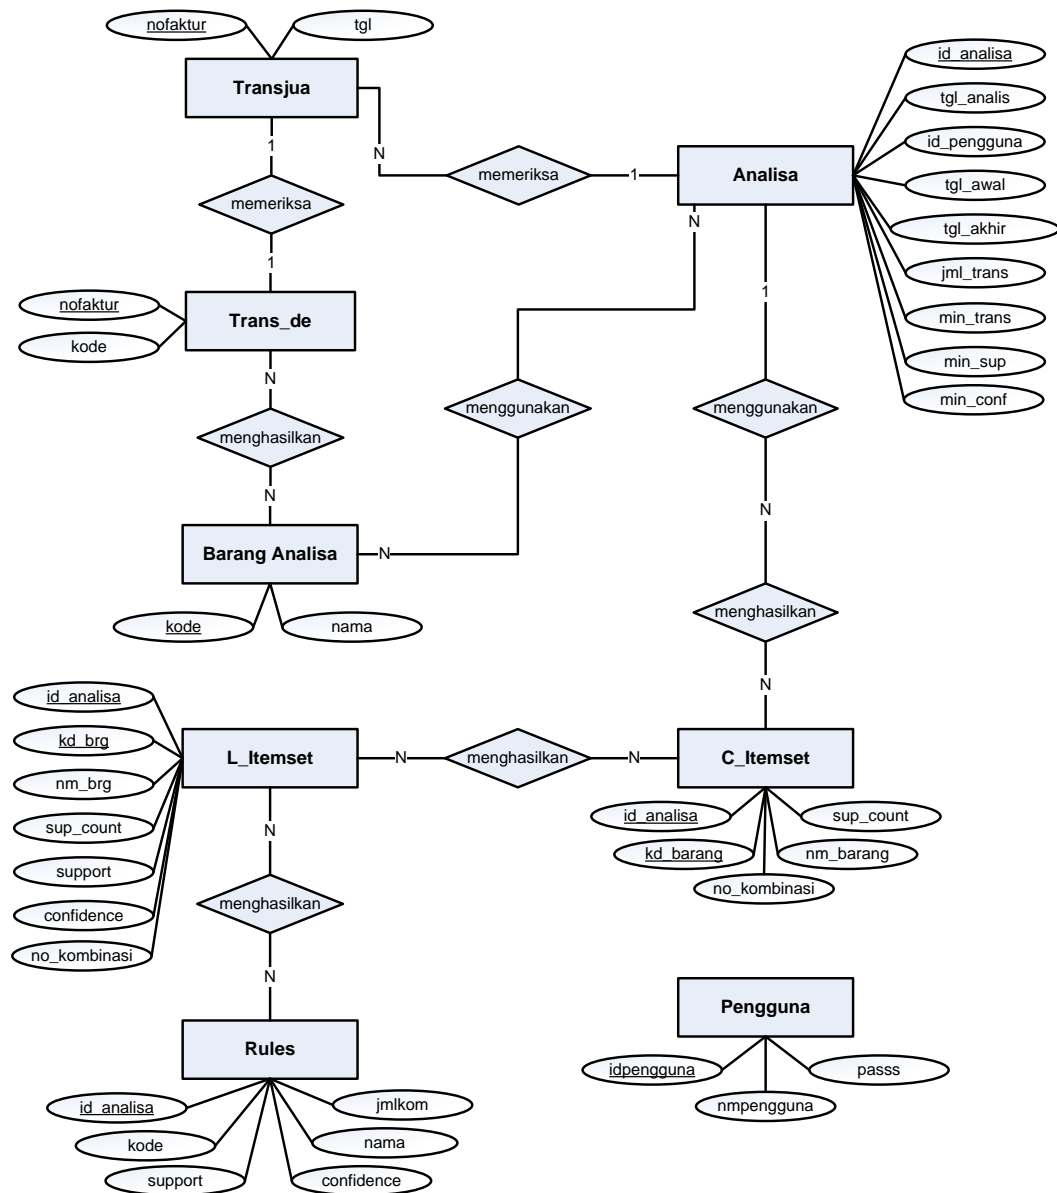 nofaktur
tgl
Transjua
id_analisa
tgl_analis
id_pengguna
tgl_awal
tgl_akhir
jml_trans
min_trans
min_sup
min_conf
1
N
memeriksa
1
Analisa
memeriksa
N
1
1
nofaktur
kode
Trans_de
N
menggunakan
menggunakan
menghasilkan
N
N
Barang Analisa
N
kode
nama
menghasilkan
N
id_analisa
kd_brg
nm_brg
sup_count
support
confidence
no_kombinasi
L_Itemset
N
menghasilkan
N
C_Itemset
id_analisa
sup_count
kd_barang
nm_barang
no_kombinasi
N
menghasilkan
N
Rules
id_analisa
jmlkom
kode
nama
support
confidence
Pengguna
idpengguna
passs
nmpengguna